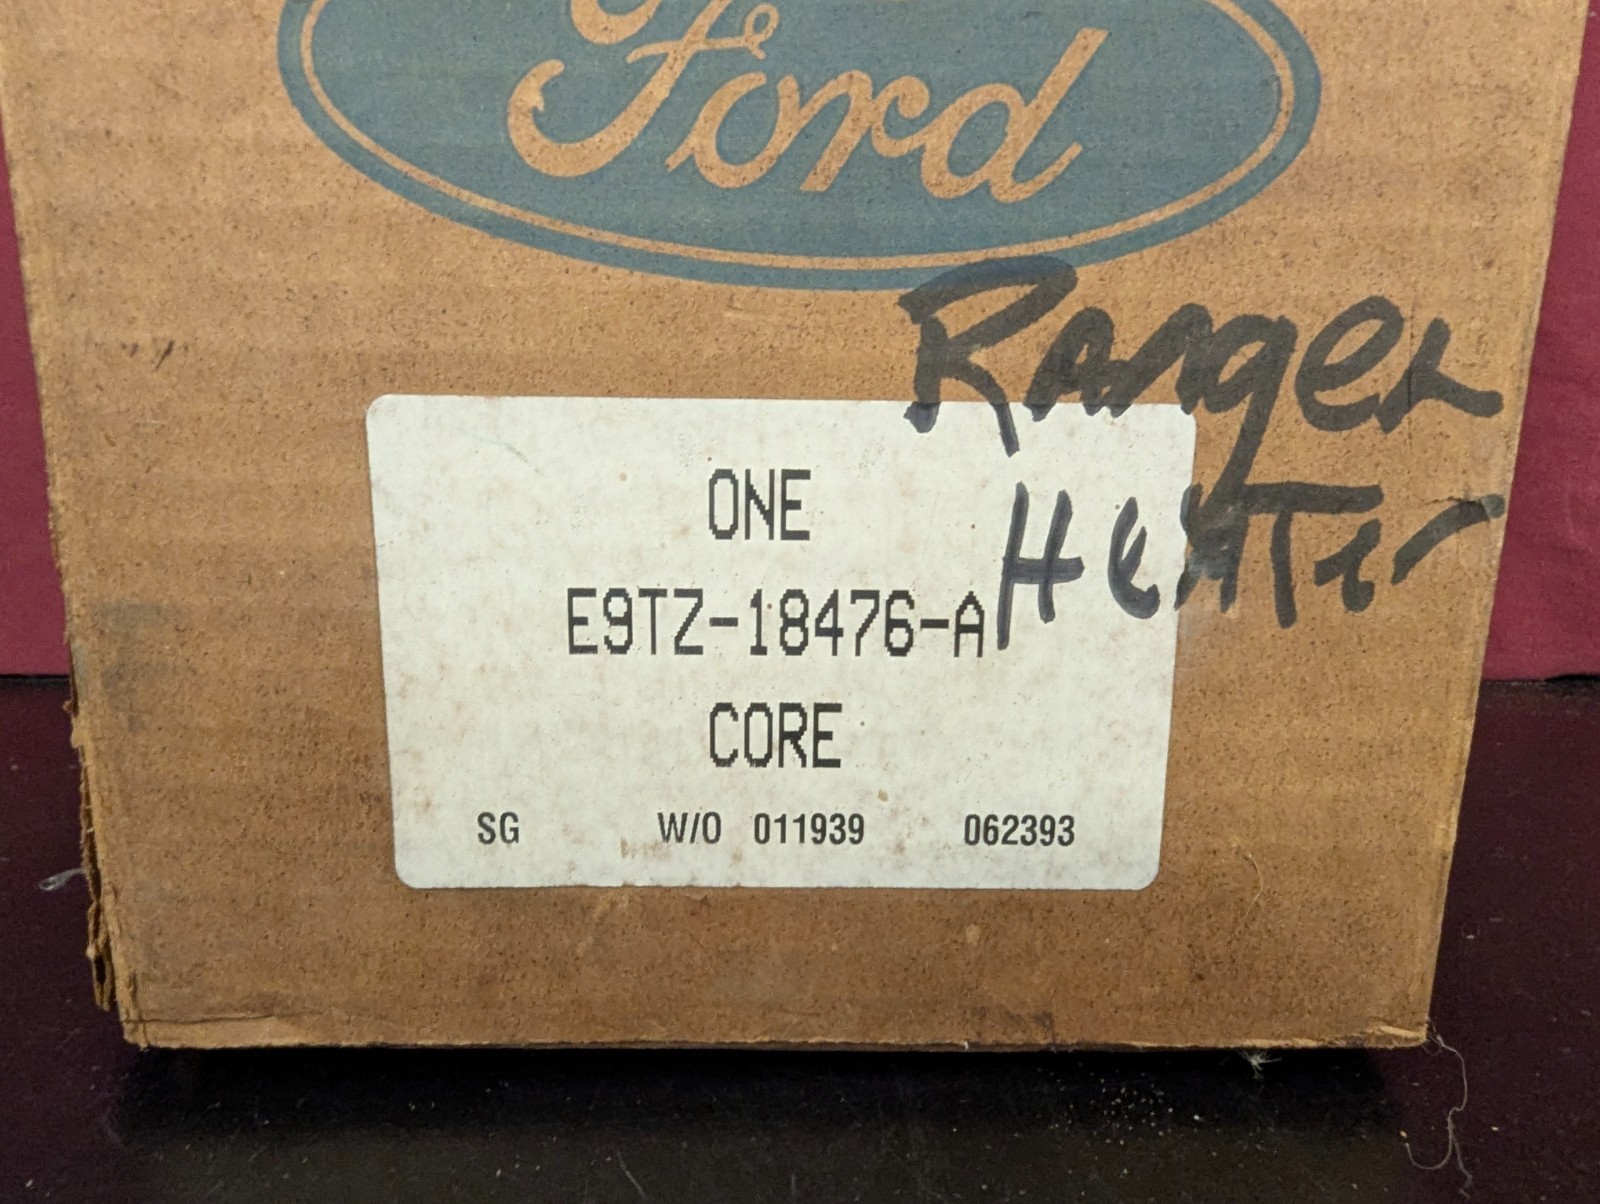 Ford
Ranger
Heater
ONE
E9TZ-18476-A
CORE
SG W/O 011939 062393